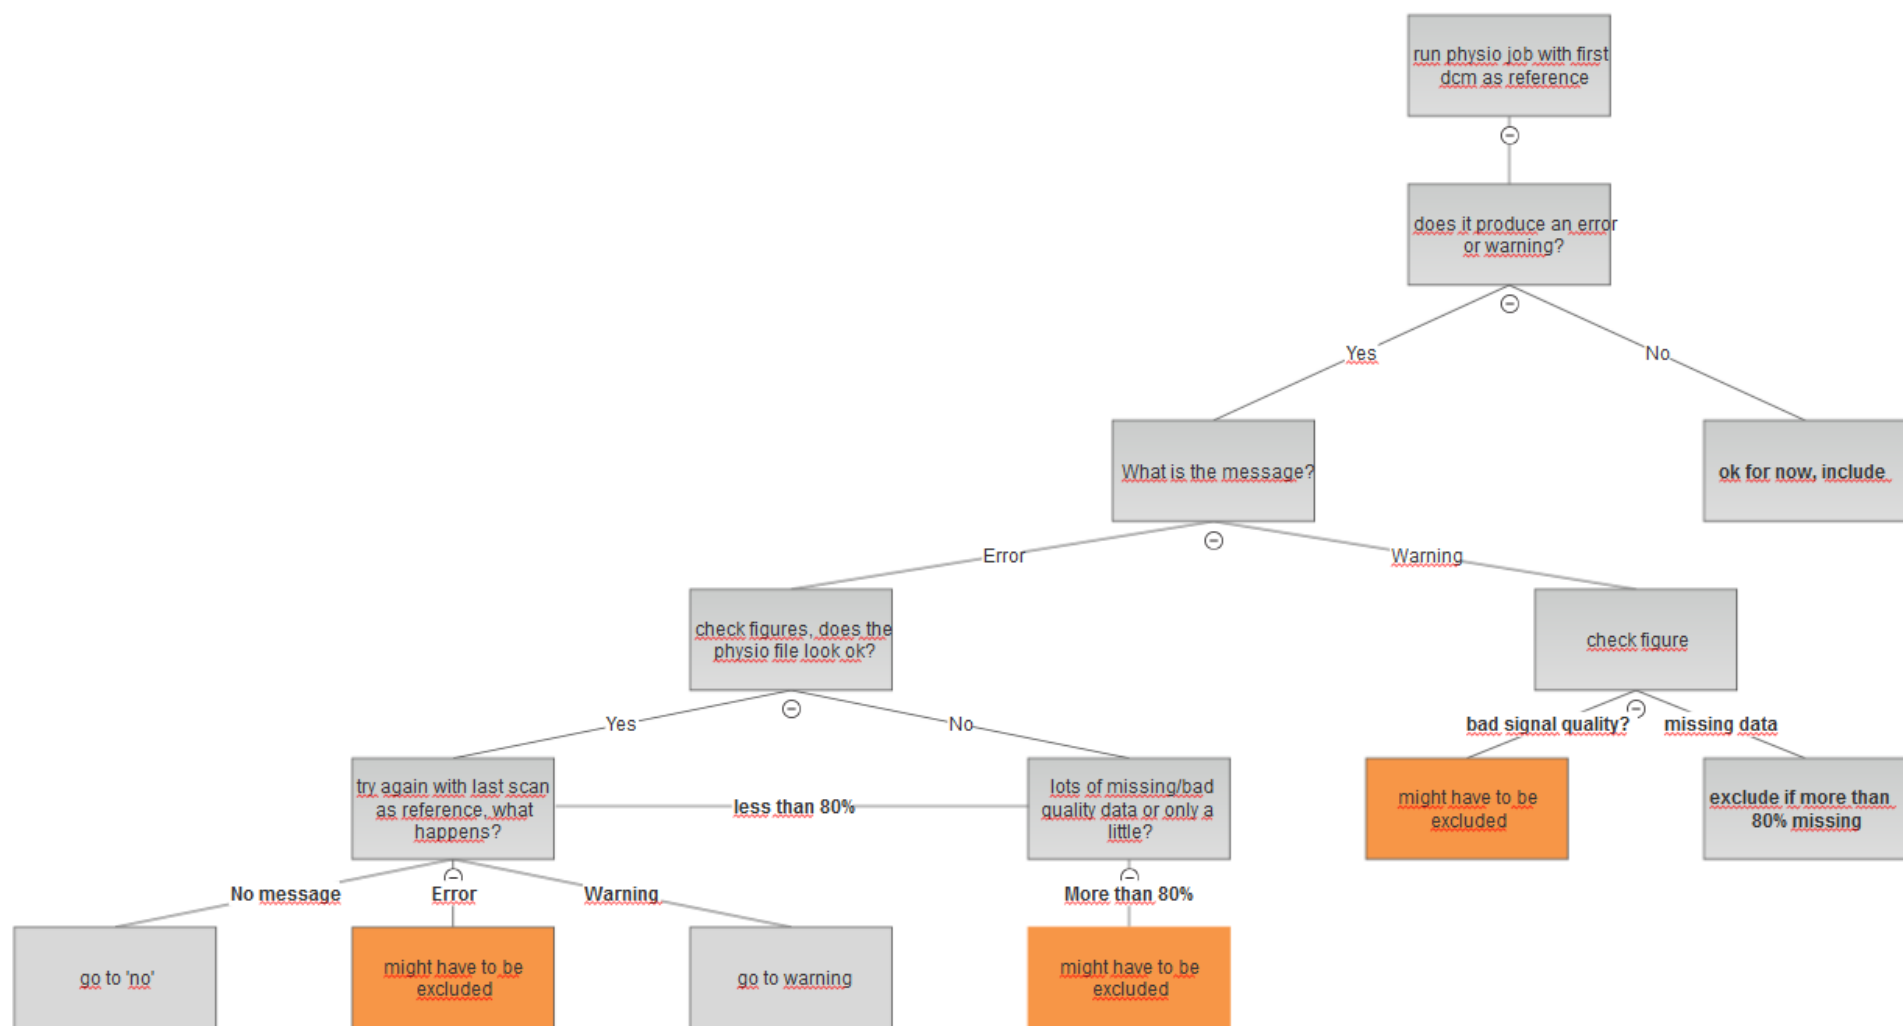 run physio job with first
dcm as reference
does it produce an error
or warning?
Yes
No
What is the message?
ok for now, include
Error
Warning
check figures, does the
physio file look ok?
check figure
Yes
No
bad signal quality?
missing data
try again with last scan
as reference, what
happens?
less than 80%
lots of missing/bad
quality data or only a
little?
might have to be
excluded
exclude if more than
80% missing
No message
Error
Warning
More than 80%
go to 'no'
might have to be
excluded
go to warning
might have to be
excluded